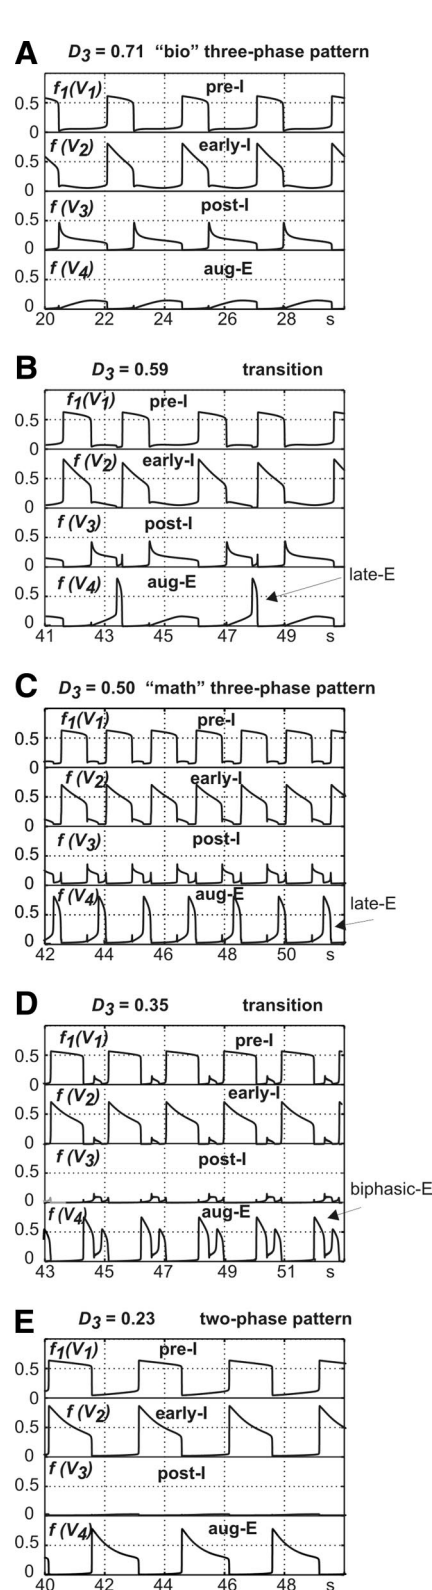 A
D3 = 0.71 “bio” three-phase pattern
f1(V1) pre-I
0.5
0
f (V2) early-I
0.5
0
f (V3) post-I
0.5
0
f (V4) aug-E
0.5
0
20 22 24 26 28 s
B
D3 = 0.59 transition
f1(V1) pre-I
0.5
0
f (V2) early-I
0.5
0
f (V3) post-I
0.5
0
f (V4) aug-E
late-E
0.5
0
41 43 45 47 49 s
C
D3 = 0.50 “math” three-phase pattern
f1(V1) pre-I
0.5
0
f (V2) early-I
0.5
0
f (V3) post-I
0.5
0
f (V4) aug-E
late-E
0.5
0
42 44 46 48 50 s
D
D3 = 0.35 transition
f1(V1) pre-I
0.5
0
f (V2) early-I
0.5
0
f (V3) post-I
0.5
0
biphasic-E
f (V4) aug-E
0.5
0
43 45 47 49 51 s
E
D3 = 0.23 two-phase pattern
f1(V1) pre-I
0.5
0
f (V2) early-I
0.5
0
f (V3) post-I
0.5
0
f (V4) aug-E
0.5
0
40 42 44 46 48 s